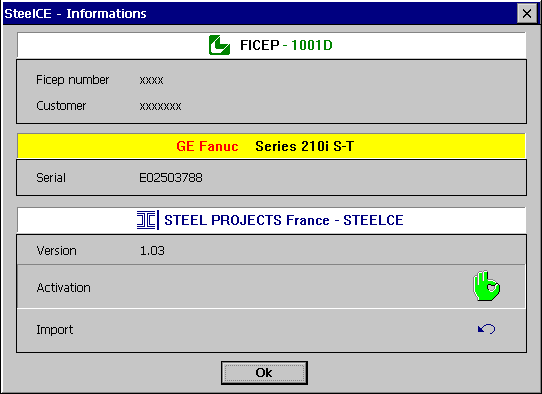 SteelCE - Informations
FICEP - 1001D
Ficep number xxxx
Customer xxxxxxx
GE Fanuc Series 210i S-T
Serial E02503788
STEEL PROJECTS France - STEELCE
Version 1.03
Activation
Import
Ok